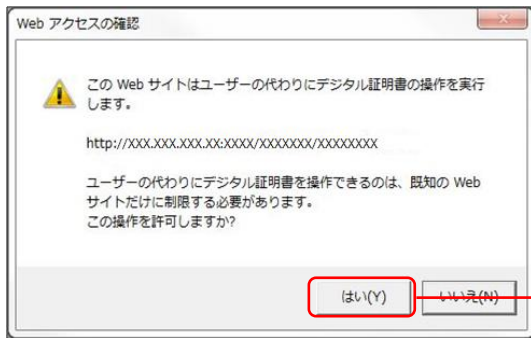 Web アクセスの確認
この Web サイトはユーザーの代わりにデジタル証明書の操作を実行
します。
http://XXX.XXX.XXX.XX:XXXX/XXXXXXX/XXXXXXXX
ユーザーの代わりにデジタル証明書を操作できるのは、既知の Web
サイトだけに制限する必要があります。
この操作を許可しますか?
はい(Y)
いいえ(N)